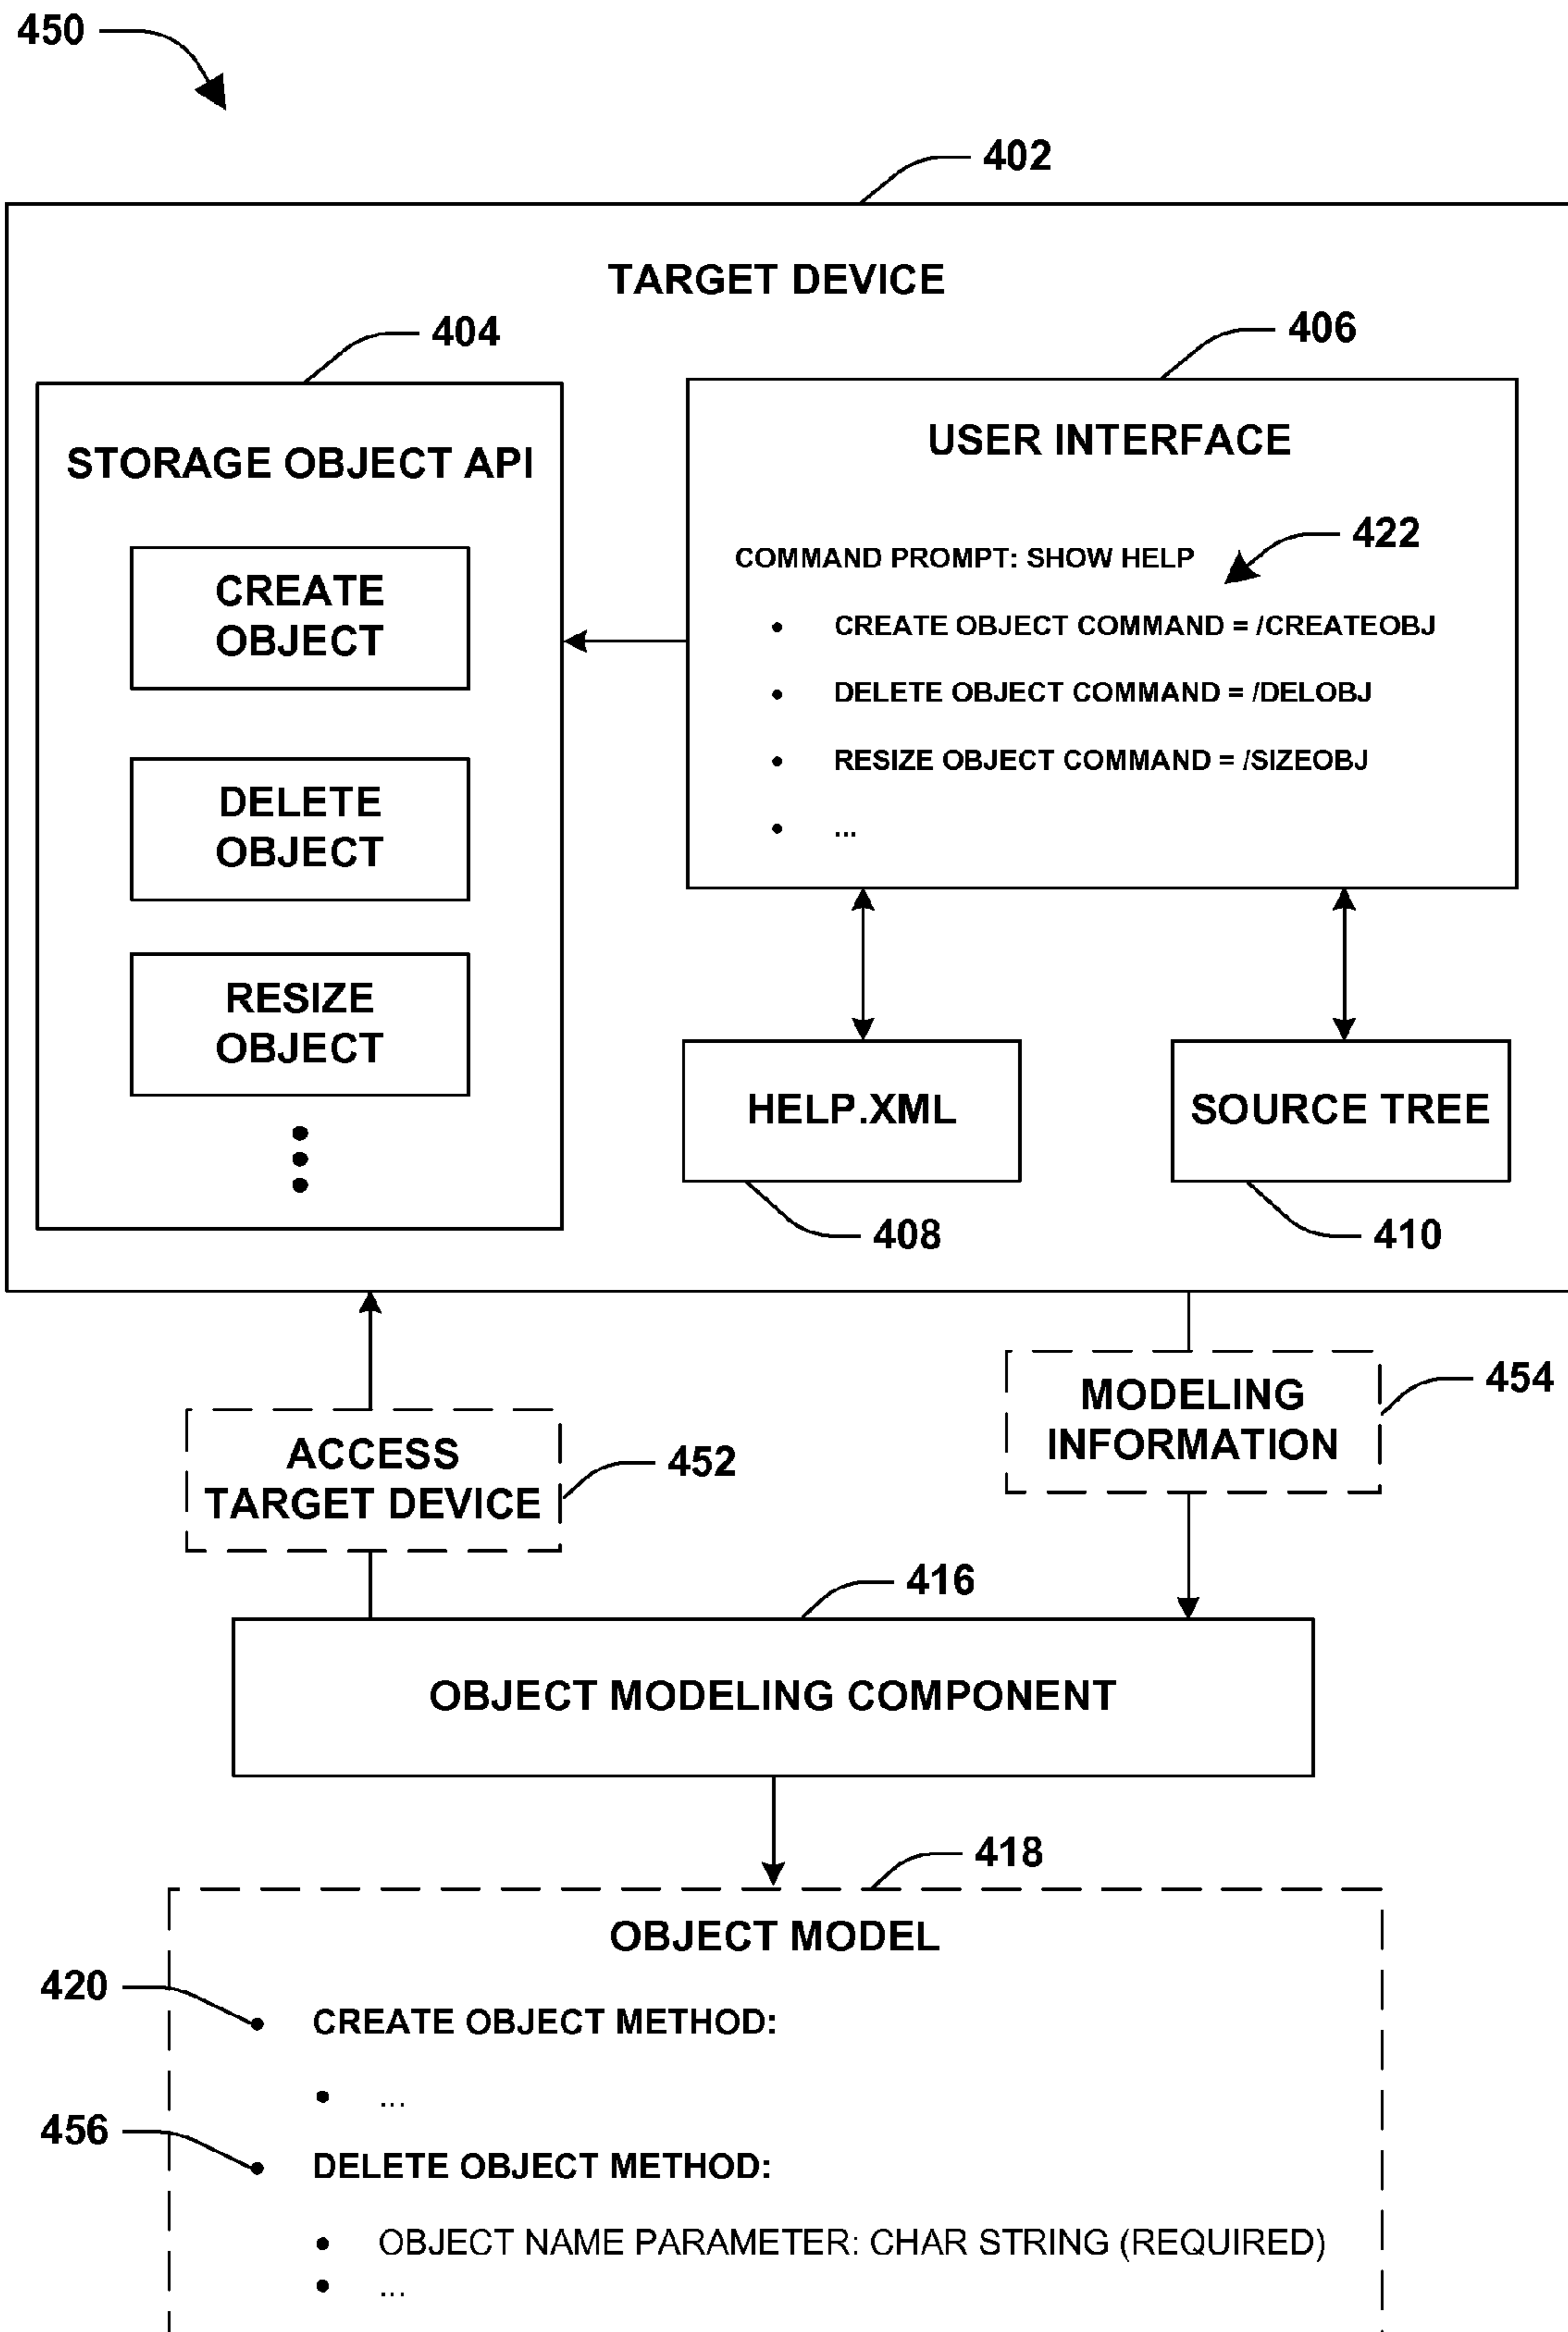 450
402
TARGET DEVICE
404
406
STORAGE OBJECT API
USER INTERFACE
422
COMMAND PROMPT: SHOW HELP
• CREATE OBJECT COMMAND = /CREATEOBJ
• DELETE OBJECT COMMAND = /DELOBJ
• RESIZE OBJECT COMMAND = /SIZEOBJ
• ...
CREATE
OBJECT
DELETE
OBJECT
RESIZE
OBJECT
HELP.XML
SOURCE TREE
408
410
ACCESS
TARGET DEVICE
452
MODELING
INFORMATION
454
416
OBJECT MODELING COMPONENT
418
OBJECT MODEL
420
• CREATE OBJECT METHOD:
• ...
456
• DELETE OBJECT METHOD:
• OBJECT NAME PARAMETER: CHAR STRING (REQUIRED)
• ...